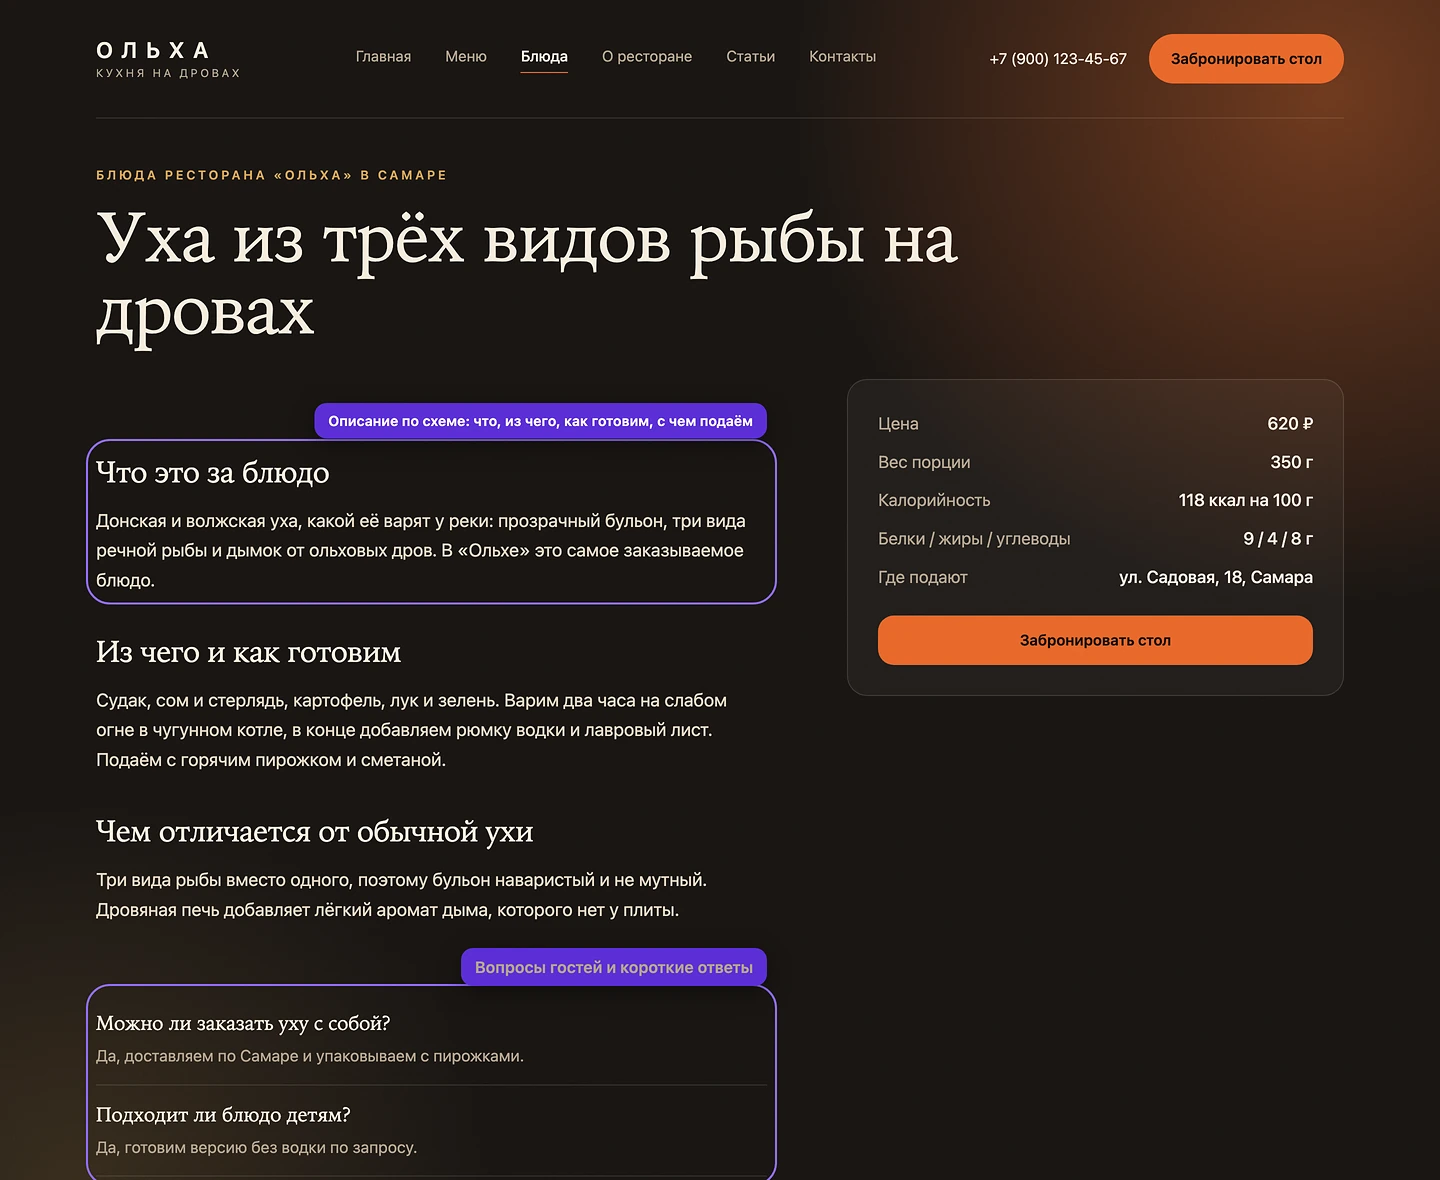 ОЛЬХА
КУХНЯ НА ДРОВАХ
Главная
Меню
Блюда
О ресторане
Статьи
Контакты
+7 (900) 123-45-67
Забронировать стол
БЛЮДА РЕСТОРАНА «ОЛЬХА» В САМАРЕ
Уха из трёх видов рыбы на
дровах
Описание по схеме: что, из чего, как готовим, с чем подаём
Что это за блюдо
Донская и волжская уха, какой её варят у реки: прозрачный бульон, три вида
речной рыбы и дымок от ольховых дров. В «Ольхе» это самое заказываемое
блюдо.
Из чего и как готовим
Судак, сом и стерлядь, картофель, лук и зелень. Варим два часа на слабом
огне в чугунном котле, в конце добавляем рюмку водки и лавровый лист.
Подаём с горячим пирожком и сметаной.
Чем отличается от обычной ухи
Три вида рыбы вместо одного, поэтому бульон наваристый и не мутный.
Дровяная печь добавляет лёгкий аромат дыма, которого нет у плиты.
Вопросы гостей и короткие ответы
Можно ли заказать уху с собой?
Да, доставляем по Самаре и упаковываем с пирожками.
Подходит ли блюдо детям?
Да, готовим версию без водки по запросу.
Цена 620 ₽
Вес порции 350 г
Калорийность 118 ккал на 100 г
Белки / жиры / углеводы 9 / 4 / 8 г
Где подают ул. Садовая, 18, Самара
Забронировать стол